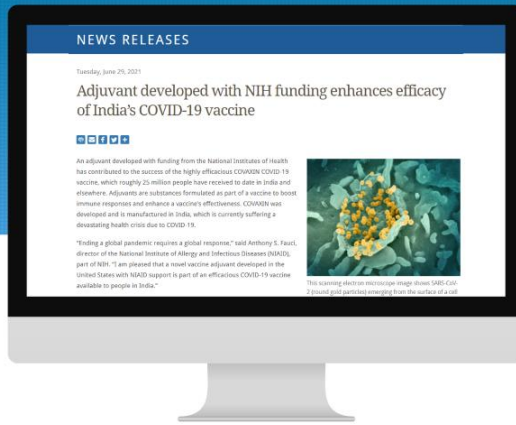 NEWS RELEASES
Tuesday, June 29, 2021
Adjuvant developed with NIH funding enhances efficacy
of India's COVID-19 vaccine
An adjuvant developed with funding from the National Institutes of Health
has contributed to the success of the highly efficacious COVAXIN COVID-19
vaccine, which roughly 25 million people have received to date in India and
elsewhere. Adjuvants are substances formulated as part of a vaccine to boost
immune responses and enhance a vaccine's effectiveness. COVAXIN was
developed and is manufactured in India, which is currently suffering a
devastating health crisis due to COVID-19.
"Ending a global pandemic requires a global response," said Anthony S. Fauci,
director of the National Institute of Allergy and Infectious Diseases (NIAID),
part of NIH. "I am pleased that a novel vaccine adjuvant developed in the
United States with NIAID support is part of an efficacious COVID-19 vaccine
available to people in India."
This scanning electron microscope image shows SARS-CoV-
2 (round gold particles) emerging from the surface of a cell